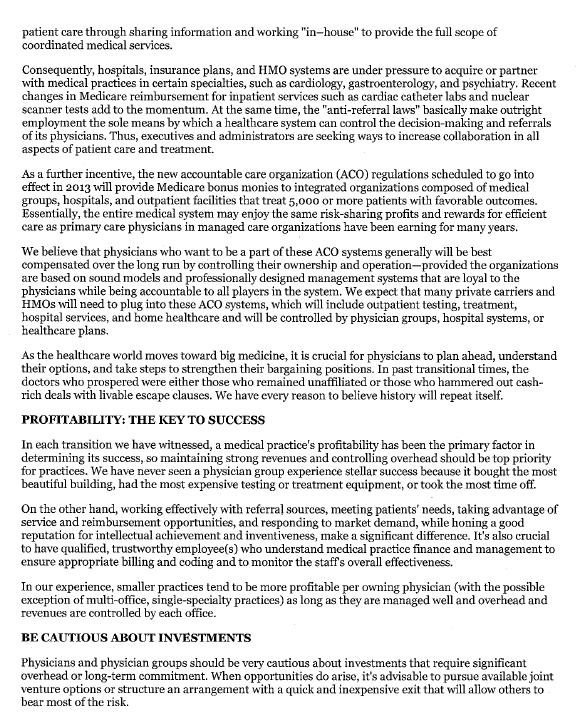 patient care through sharing information and working "in–house" to provide the full scope of
coordinated medical services.
Consequently, hospitals, insurance plans, and HMO systems are under pressure to acquire or partner
with medical practices in certain specialties, such as cardiology, gastroenterology, and psychiatry. Recent
changes in Medicare reimbursement for inpatient services such as cardiac catheter labs and nuclear
scanner tests add to the momentum. At the same time, the "anti-referral laws" basically make outright
employment the sole means by which a healthcare system can control the decision-making and referrals
of its physicians. Thus, executives and administrators are seeking ways to increase collaboration in all
aspects of patient care and treatment.
As a further incentive, the new accountable care organization (ACO) regulations scheduled to go into
effect in 2013 will provide Medicare bonus monies to integrated organizations composed of medical
groups, hospitals, and outpatient facilities that treat 5,000 or more patients with favorable outcomes.
Essentially, the entire medical system may enjoy the same risk-sharing profits and rewards for efficient
care as primary care physicians in managed care organizations have been earning for many years.
We believe that physicians who want to be a part of these ACO systems generally will be best
compensated over the long run by controlling their ownership and operation—provided the organizations
are based on sound models and professionally designed management systems that are loyal to the
physicians while being accountable to all players in the system. We expect that many private carriers and
HMOs will need to plug into these ACO systems, which will include outpatient testing, treatment,
hospital services, and home healthcare and will be controlled by physician groups, hospital systems, or
healthcare plans.
As the healthcare world moves toward big medicine, it is crucial for physicians to plan ahead, understand
their options, and take steps to strengthen their bargaining positions. In past transitional times, the
doctors who prospered were either those who remained unaffiliated or those who hammered out cash-
rich deals with livable escape clauses. We have every reason to believe history will repeat itself.
PROFITABILITY: THE KEY TO SUCCESS
In each transition we have witnessed, a medical practice's profitability has been the primary factor in
determining its success, so maintaining strong revenues and controlling overhead should be top priority
for practices. We have never seen a physician group experience stellar success because it bought the most
beautiful building, had the most expensive testing or treatment equipment, or took the most time off.
On the other hand, working effectively with referral sources, meeting patients' needs, taking advantage of
service and reimbursement opportunities, and responding to market demand, while honing a good
reputation for intellectual achievement and inventiveness, make a significant difference. It's also crucial
to have qualified, trustworthy employee(s) who understand medical practice finance and management to
ensure appropriate billing and coding and to monitor the staff's overall effectiveness.
In our experience, smaller practices tend to be more profitable per owning physician (with the possible
exception of multi-office, single-specialty practices) as long as they are managed well and overhead and
revenues are controlled by each office.
BE CAUTIOUS ABOUT INVESTMENTS
Physicians and physician groups should be very cautious about investments that require significant
overhead or long-term commitment. When opportunities do arise, it's advisable to pursue available joint
venture options or structure an arrangement with a quick and inexpensive exit that will allow others to
bear most of the risk.